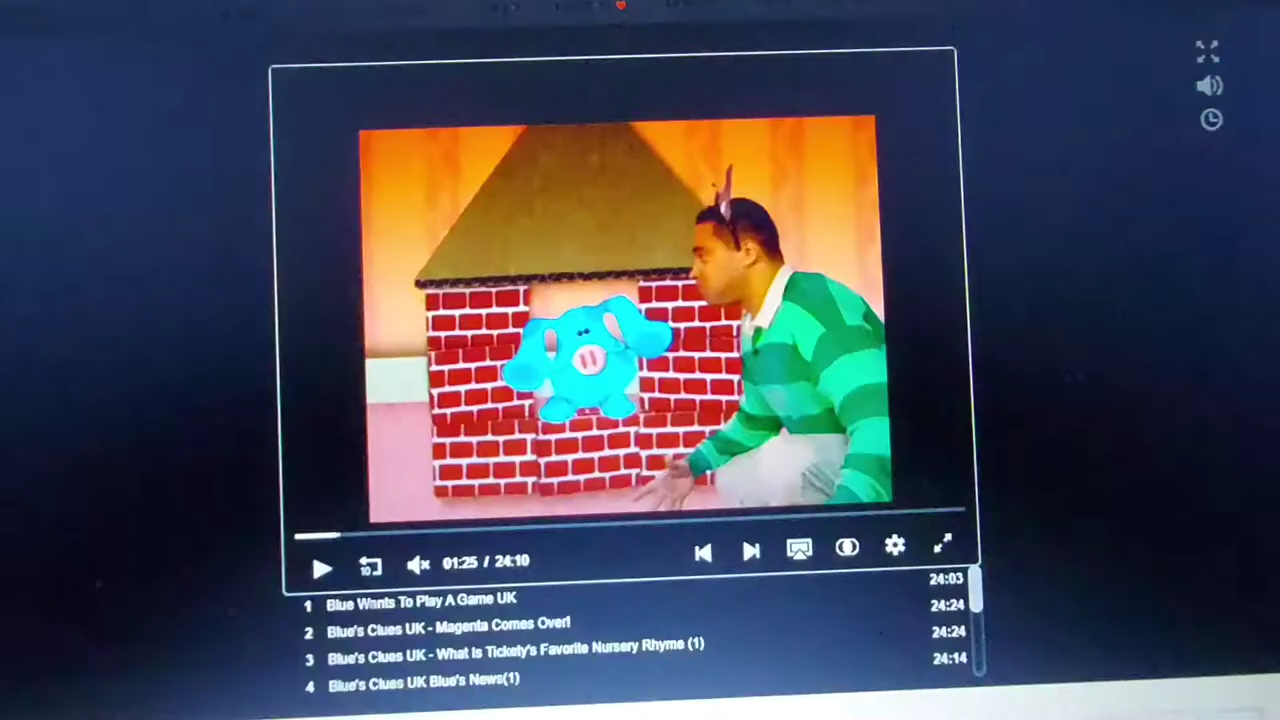 10
01:25 / 24:10
1 Blue Wants To Play A Game UK 24:03
2 Blue's Clues UK - Magenta Comes Over! 24:24
3 Blue's Clues UK - What Is Tickety's Favorite Nursery Rhyme (1) 24:24
4 Blue's Clues UK Blue's News(1) 24:14